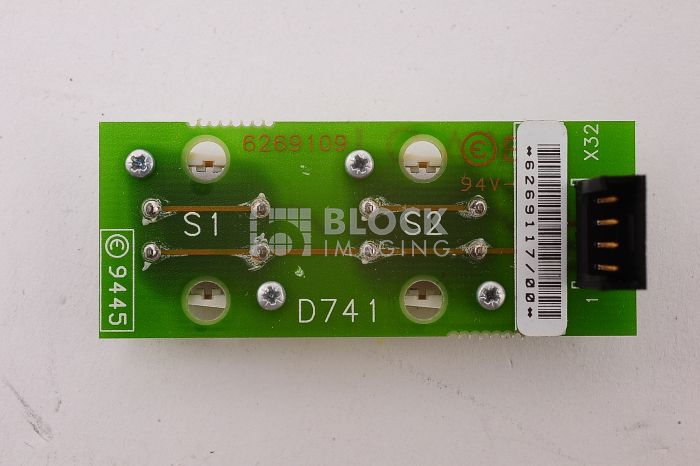 6269109
© 
94V-
X32
*6269117/00*
S1
S2
BLOCK
IMAGING
© 9445
D741
1